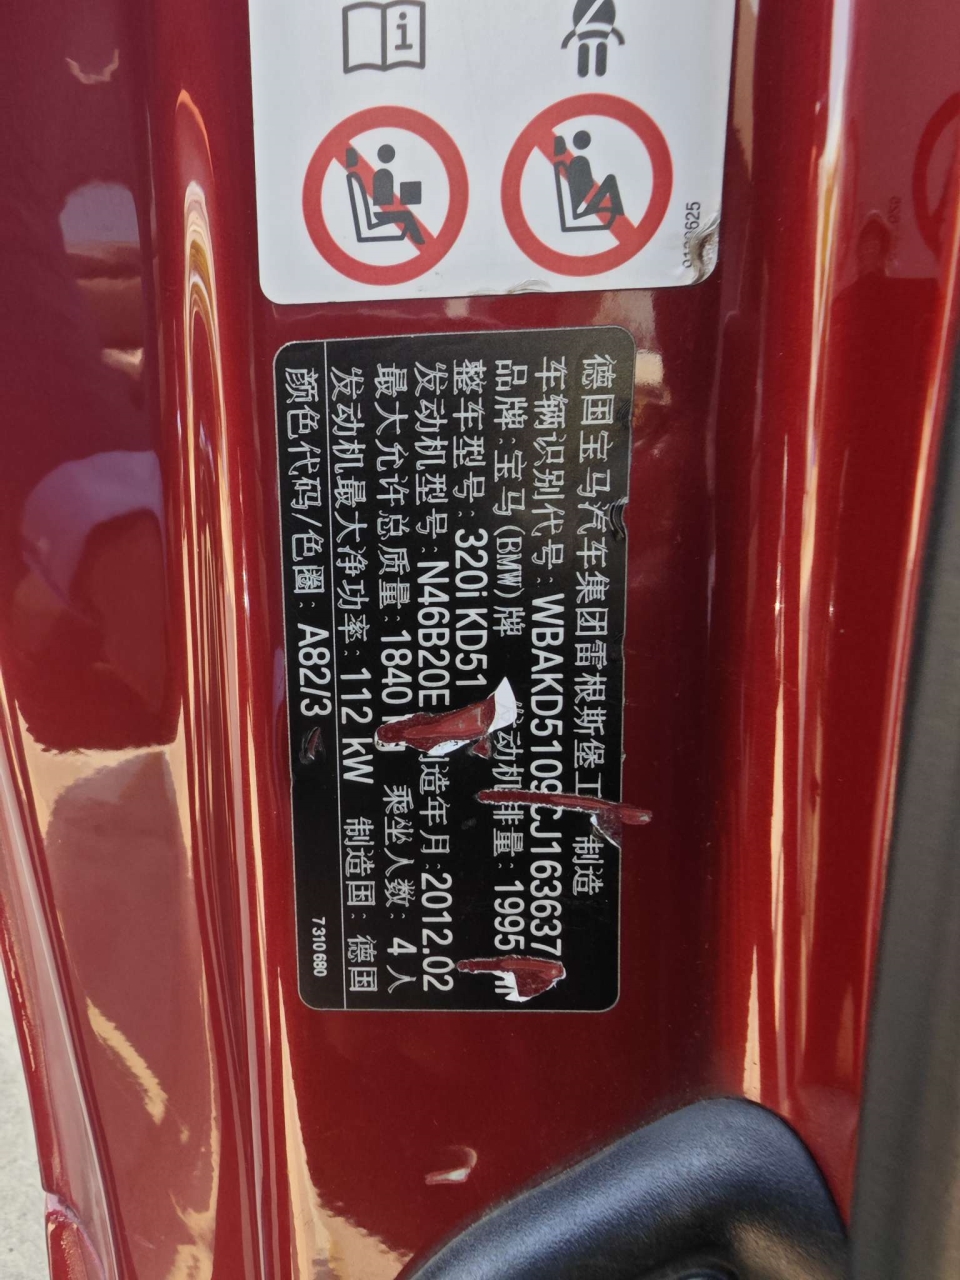 德国宝马汽车集团雷根斯堡工 制造
车辆识别代号: WBAKD5109CJ163637
品牌:宝马(BMW)牌 发动机排量: 1995
整车型号: 320i KD51
发动机型号: N46B20E 制造年月:2012.02
最大允许总质量: 1840 kg 乘坐人数: 4 人
发动机最大净功率: 112 kW 制造国: 德国
颜色代码/色圈: A82/3
7310680